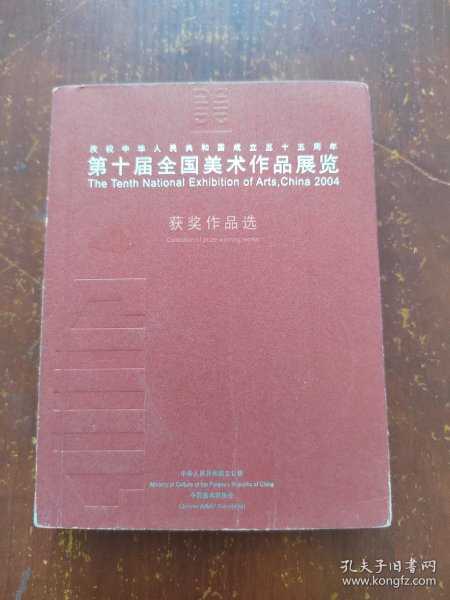 庆祝中华人民共和国成立五十五周年
第十届全国美术作品展览
The Tenth National Exhibition of Arts,China 2004
获奖作品选
Collection of prize-winning works
中华人民共和国文化部
Ministry of Culture of the People's Republic of China
中国美术家协会
Chinese Artists' Association
孔夫子旧书网
www.kongfz.com